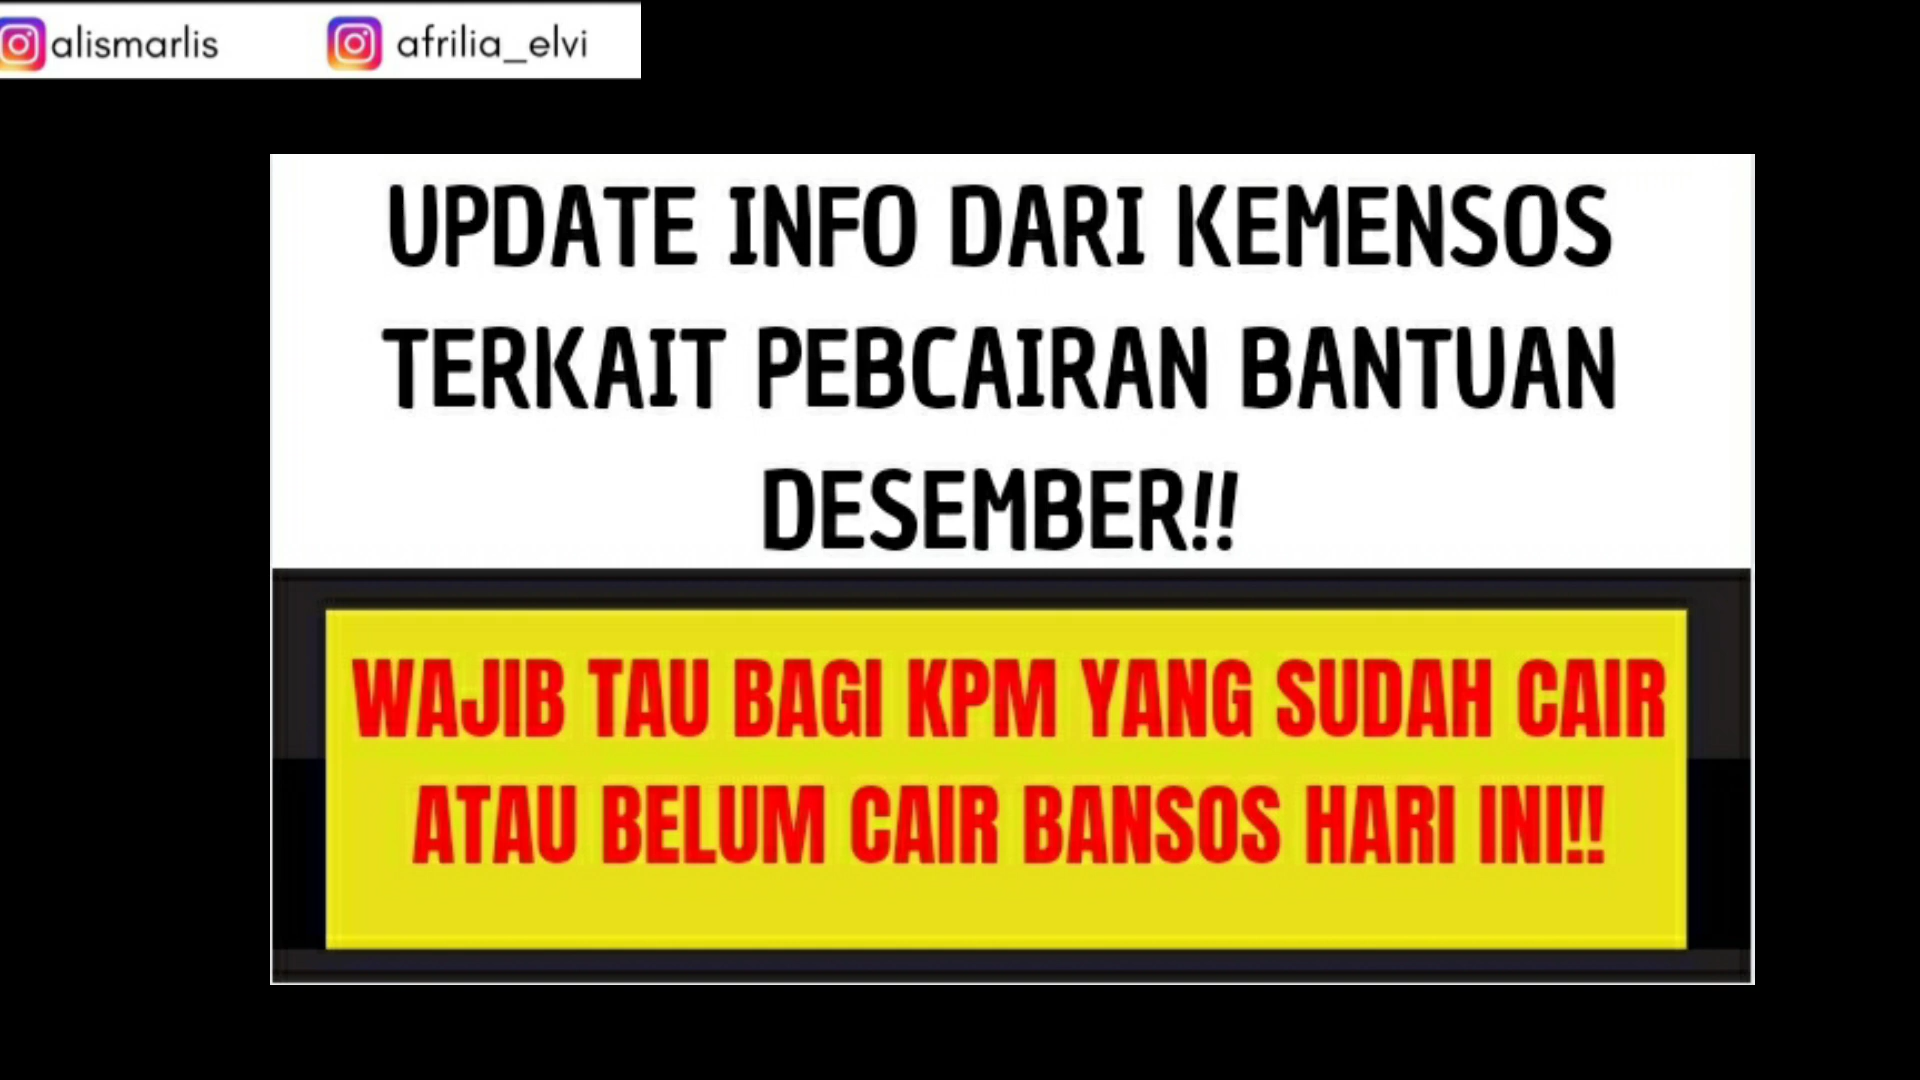 alismarlis afrilia_elvi
UPDATE INFO DARI KEMENSOS
TERKAIT PEBCAIRAN BANTUAN
DESEMBER!!
WAJIB TAU BAGI KPM YANG SUDAH CAIR
ATAU BELUM CAIR BANSOS HARI INI!!